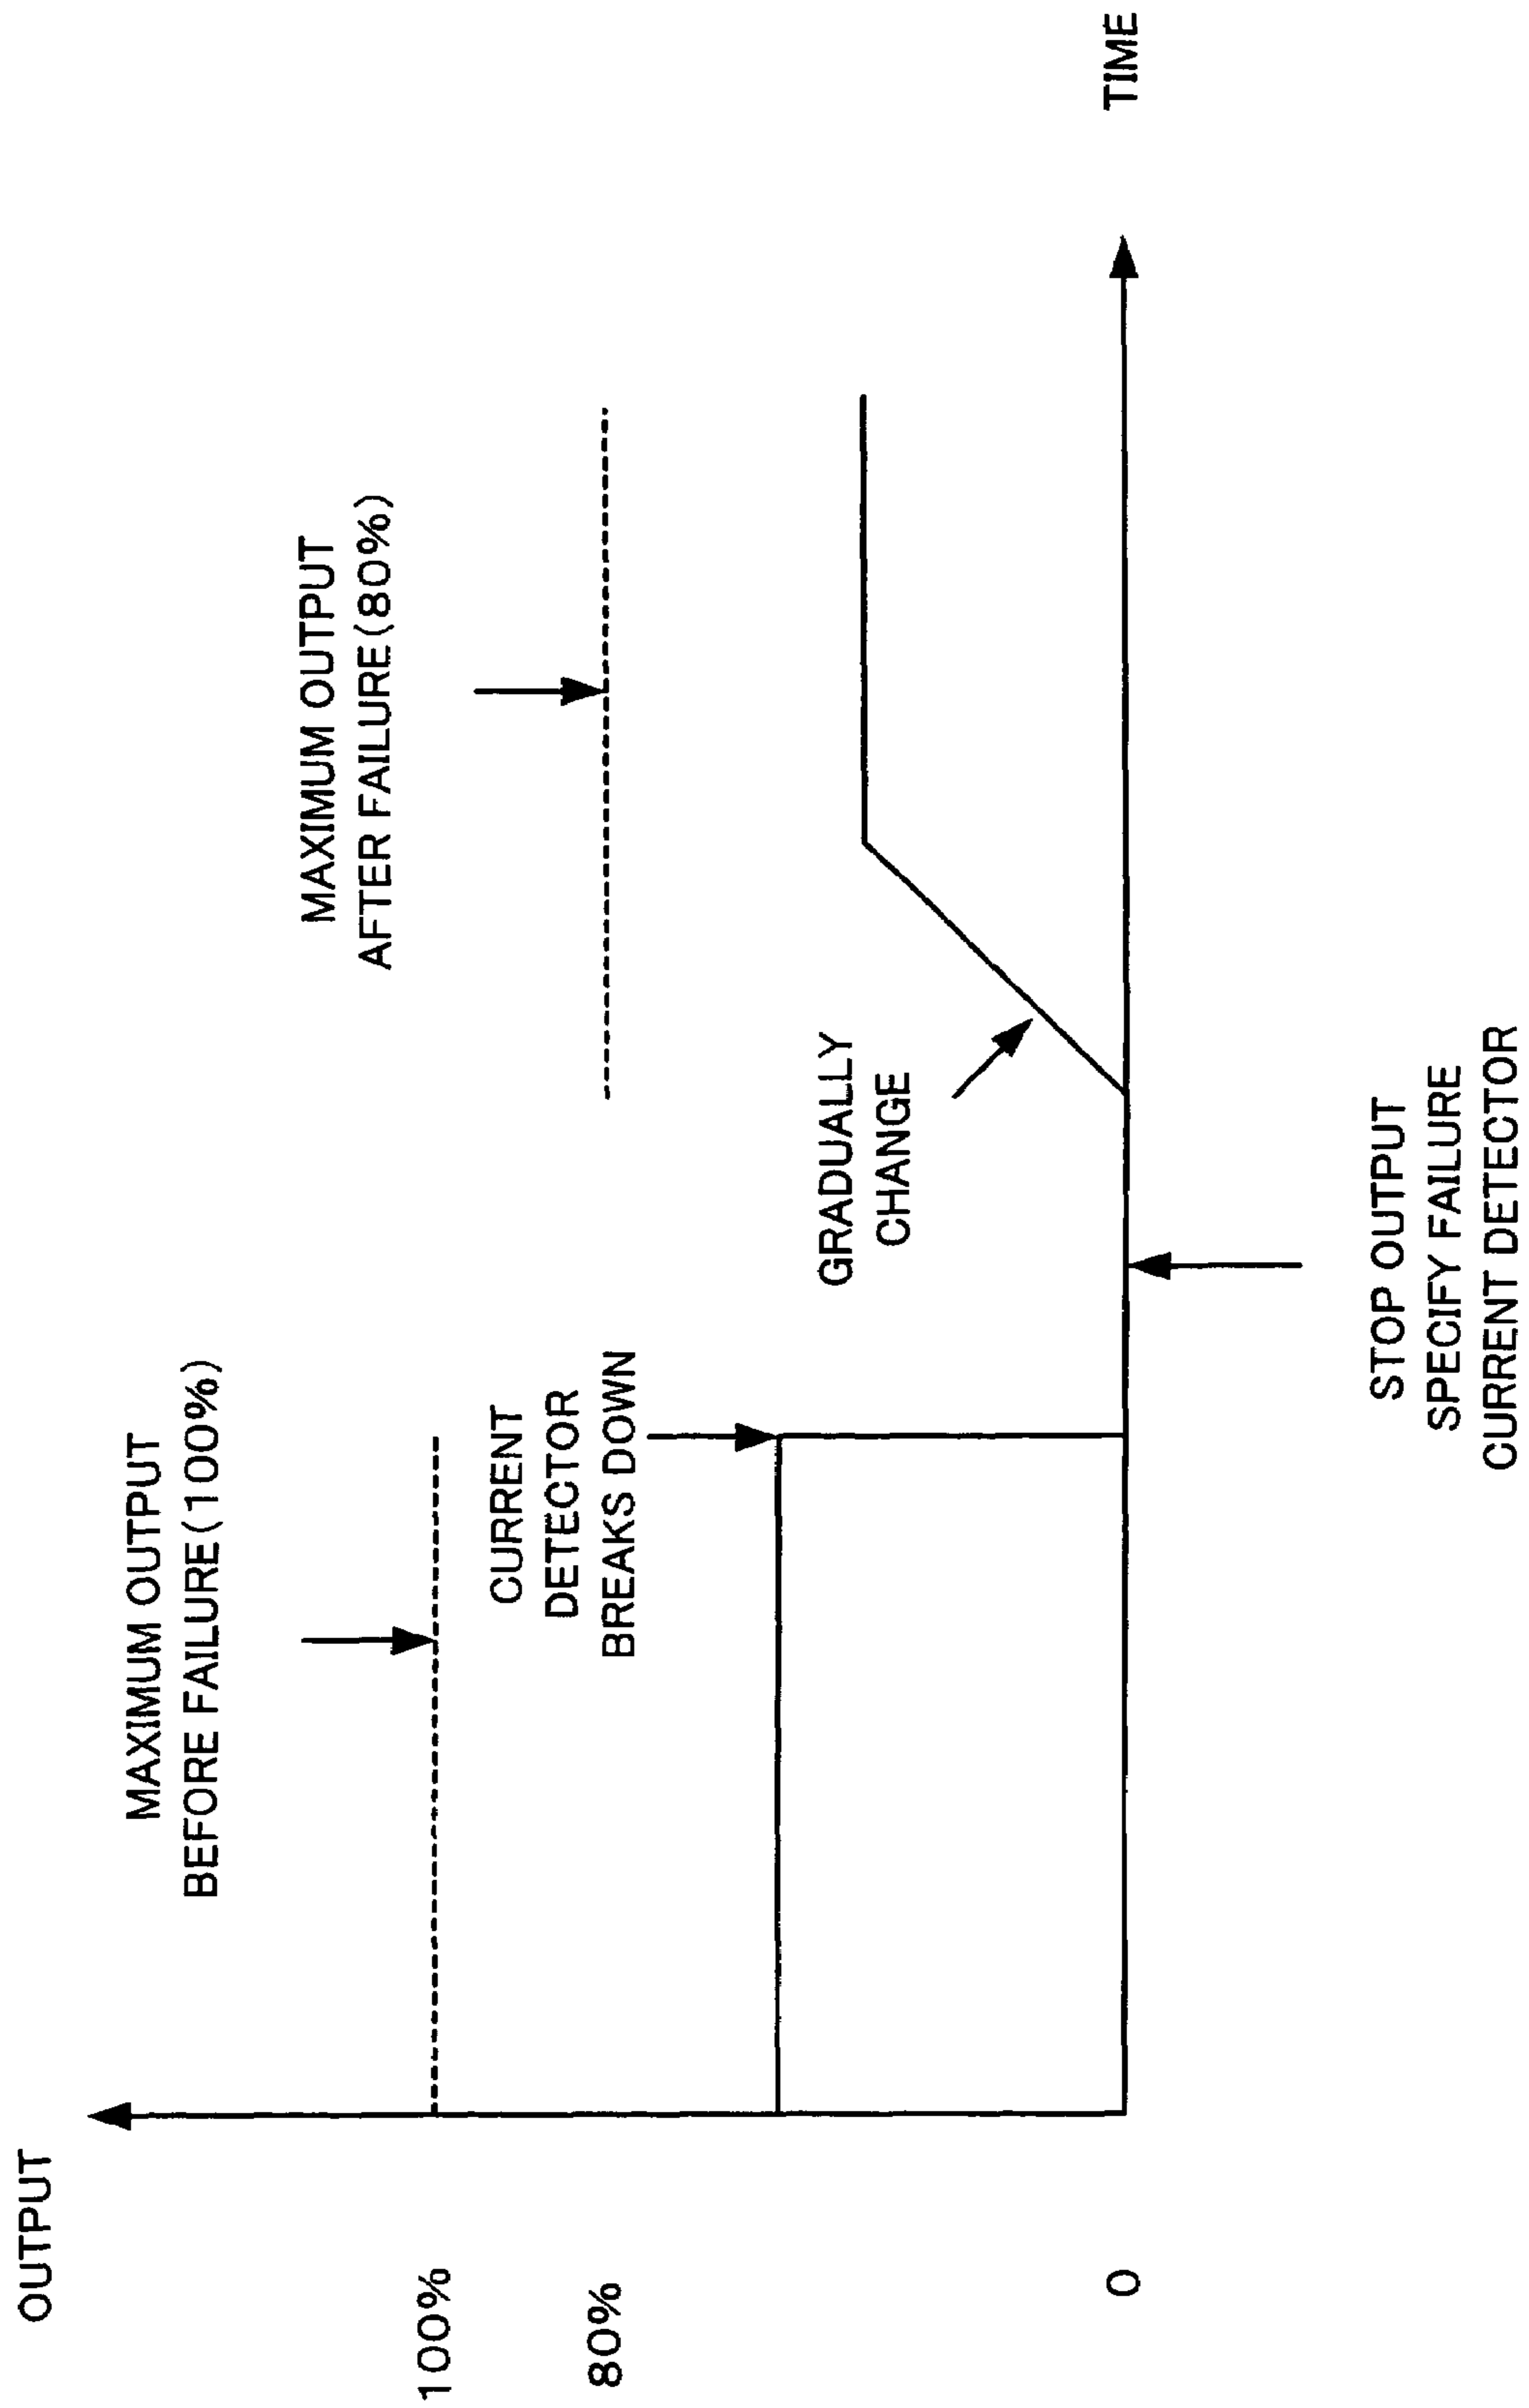 OUTPUT
100%
80%
0
MAXIMUM OUTPUT
BEFORE FAILURE(100%)
CURRENT
DETECTOR
BREAKS DOWN
MAXIMUM OUTPUT
AFTER FAILURE(80%)
GRADUALLY
CHANGE
STOP OUTPUT
SPECIFY FAILURE
CURRENT DETECTOR
TIME